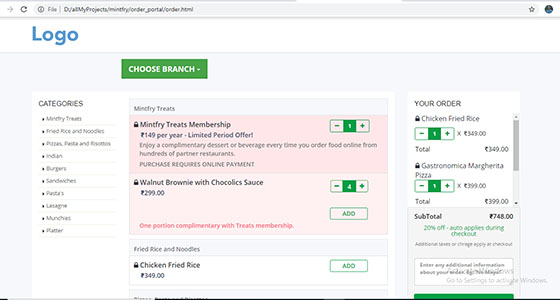 File D:/allMyProjects/mintfry/order_portal/order.html
Logo
CHOOSE BRANCH
CATEGORIES
Mintfry Treats
Fried Rice and Noodles
Pizzas, Pasta and Risottos
Indian
Burgers
Sandwiches
Pasta's
Lasagne
Munchies
Platter
Mintfry Treats
Mintfry Treats Membership
− 1 +
₹149 per year - Limited Period Offer!
Enjoy a complimentary dessert or beverage every time you order food online from
hundreds of partner restaurants.
PURCHASE REQUIRES ONLINE PAYMENT
Walnut Brownie with Chocolics Sauce
− 4 +
₹299.00
ADD
One portion complimentary with Treats membership.
Fried Rice and Noodles
Chicken Fried Rice
ADD
₹349.00
YOUR ORDER
Chicken Fried Rice
− 1 + X ₹349.00
Total ₹349.00
Gastronomica Margherita
Pizza
− 1 + X ₹399.00
Total ₹399.00
SubTotal ₹748.00
20% off - auto applies during
checkout
Additional taxes or chrage apply at checkout
Enter any additional information
about your order.
Activate Windows
Go to Settings to activate Windows.